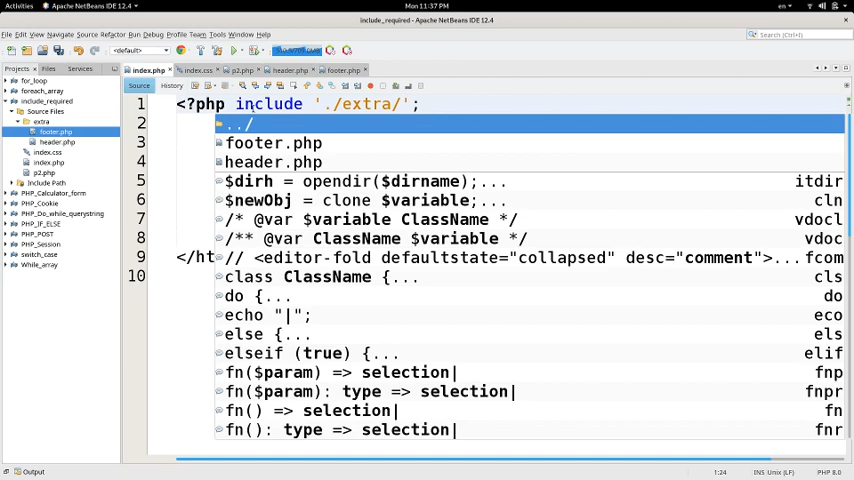 Activities Apache NetBeans IDE 12.4 Mon 11:37 PM en
include_required - Apache NetBeans IDE 12.4
File Edit View Navigate Source Refactor Run Debug Profile Team Tools Window Help
Search (Ctrl+I)
<default>
Projects Files Services
index.php index.css p2.php header.php footer.php
Source History
for_loop
foreach_array
include_required
Source Files
extra
footer.php
header.php
index.css
index.php
p2.php
Include Path
PHP_Calculator_form
PHP_Cookie
PHP_Do_while_querystring
PHP_IF_ELSE
PHP_POST
PHP_Session
switch_case
While_array
1 <?php include './extra/';
2 ../
3 footer.php
4 header.php
5 $dirh = opendir($dirname);... itdir
6 $newObj = clone $variable;... cln
7 /* @var $variable ClassName */ vdocl
8 /** @var ClassName $variable */ vdoc
9 </ht // <editor-fold defaultstate="collapsed" desc="comment">... fcom
10 class ClassName {... cls
do {... do
echo "|"; eco
else {... els
elseif (true) {... elif
fn($param) => selection| fnp
fn($param): type => selection| fnpr
fn() => selection| fn
fn(): type => selection| fnr
Output 1:24 INS Unix (LF) PHP 8.0